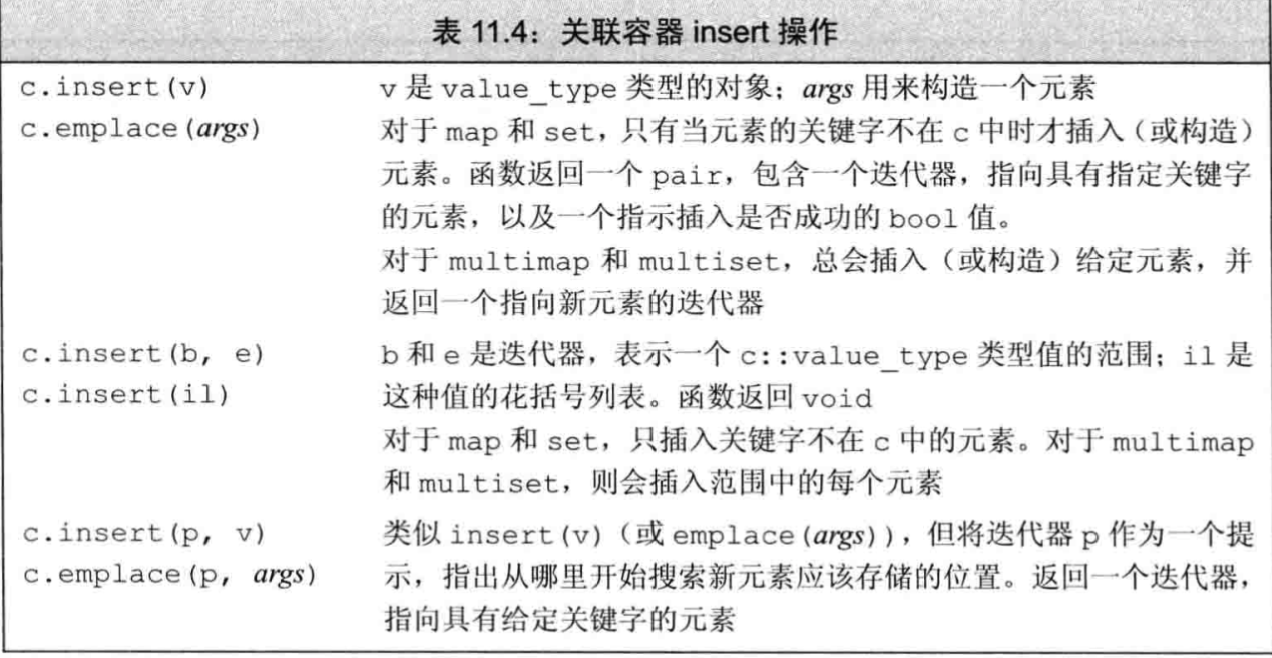 表 11.4：关联容器 insert 操作
c.insert(v) v 是 value_type 类型的对象；args 用来构造一个元素
c.emplace(args) 对于 map 和 set，只有当元素的关键字不在 c 中时才插入（或构造）
元素。函数返回一个 pair，包含一个迭代器，指向具有指定关键字
的元素，以及一个指示插入是否成功的 bool 值。
对于 multimap 和 multiset，总会插入（或构造）给定元素，并
返回一个指向新元素的迭代器
c.insert(b, e) b 和 e 是迭代器，表示一个 c::value_type 类型值的范围；il 是
c.insert(il) 这种值的花括号列表。函数返回 void
对于 map 和 set，只插入关键字不在 c 中的元素。对于 multimap
和 multiset，则会插入范围中的每个元素
c.insert(p, v) 类似 insert(v)（或 emplace(args)），但将迭代器 p 作为一个提
c.emplace(p, args) 示，指出从哪里开始搜索新元素应该存储的位置。返回一个迭代器，
指向具有给定关键字的元素